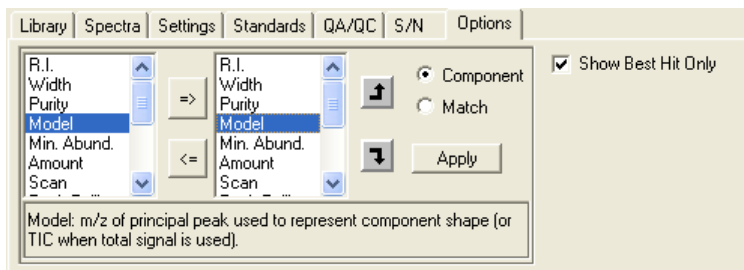 Library Spectra Settings Standards QA/QC S/N Options
R.I.
Width
Purity
Model
Min. Abund.
Amount
Scan
=>
<=
R.I.
Width
Purity
Model
Min. Abund.
Amount
Scan
Component
Match
Apply
Show Best Hit Only
Model: m/z of principal peak used to represent component shape (or
TIC when total signal is used).